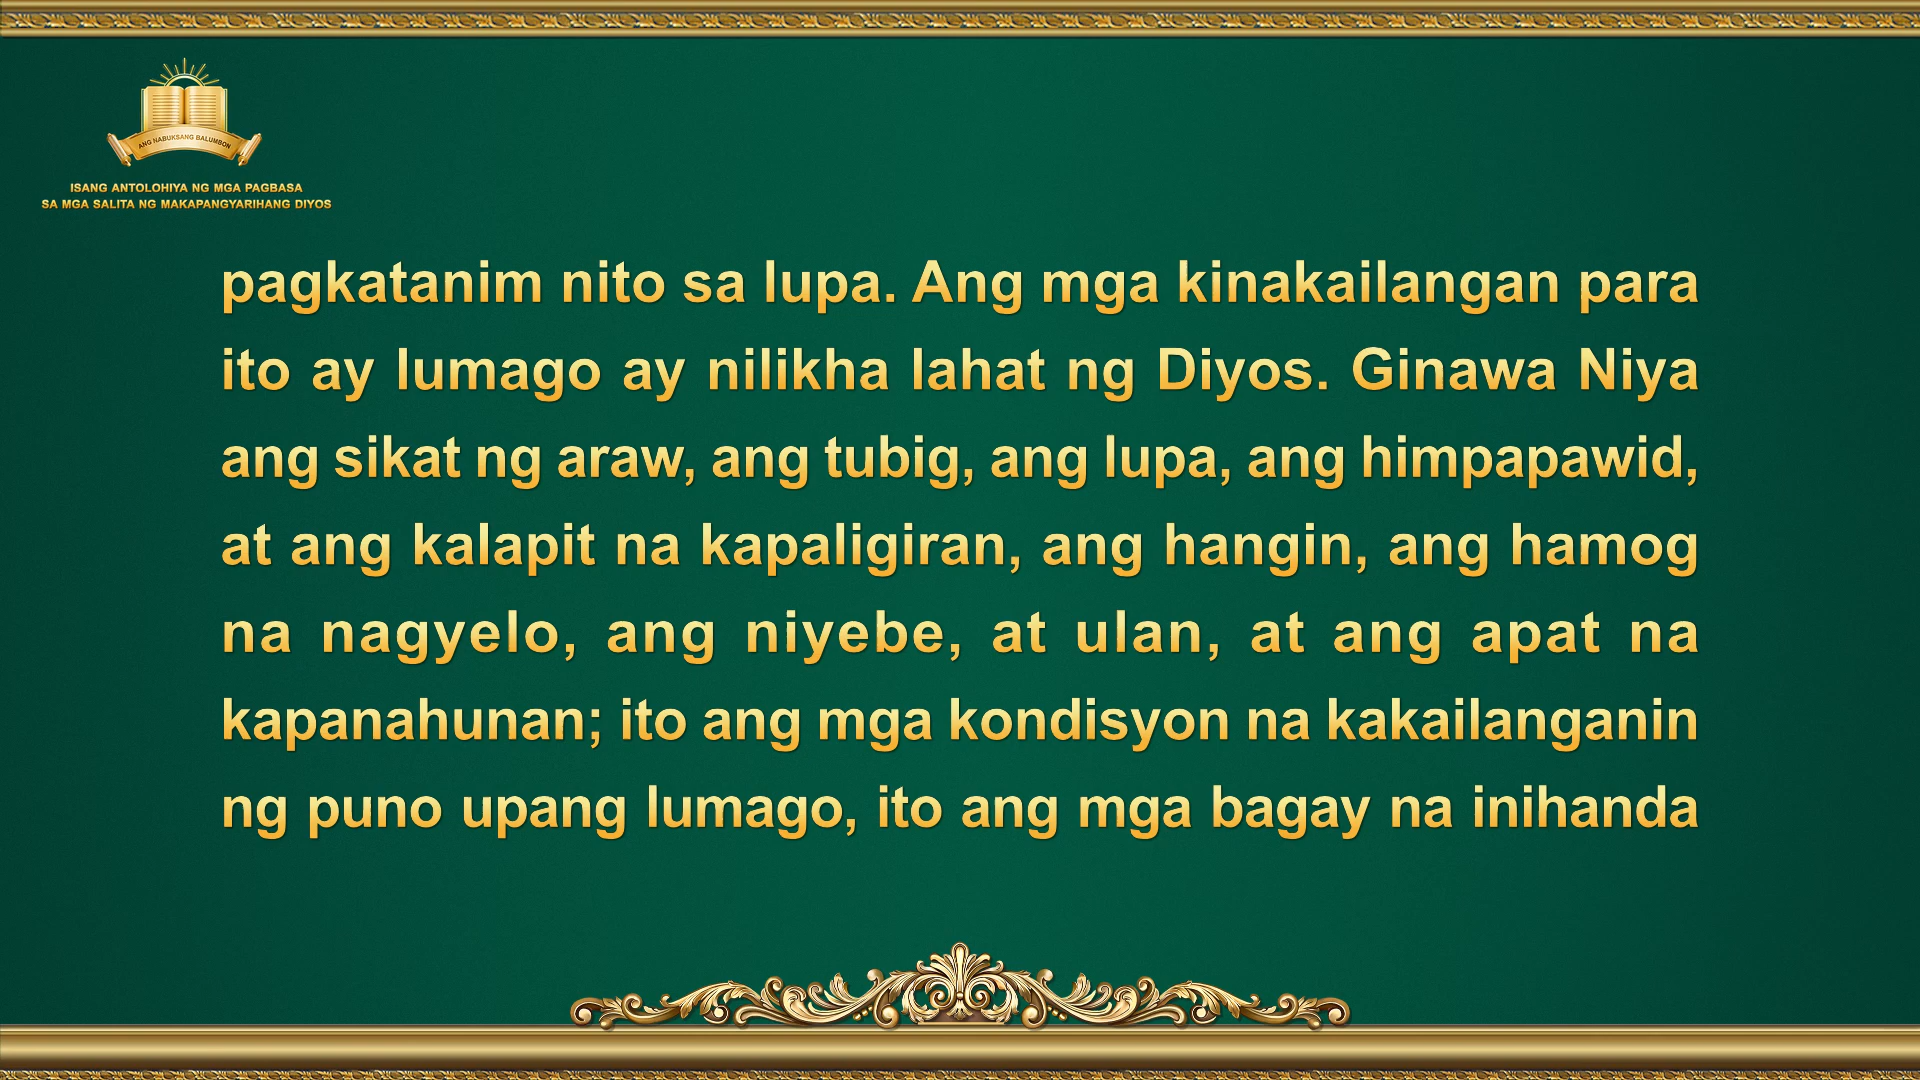 ANG NABUKSANG BALUMBON
ISANG ANTOLOHIYA NG MGA PAGBASA
SA MGA SALITA NG MAKAPANGYARIHANG DIYOS
pagkatanim nito sa lupa. Ang mga kinakailangan para
ito ay lumago ay nilikha lahat ng Diyos. Ginawa Niya
ang sikat ng araw, ang tubig, ang lupa, ang himpapawid,
at ang kalapit na kapaligiran, ang hangin, ang hamog
na nagyelo, ang niyebe, at ulan, at ang apat na
kapanahunan; ito ang mga kondisyon na kakailanganin
ng puno upang lumago, ito ang mga bagay na inihanda